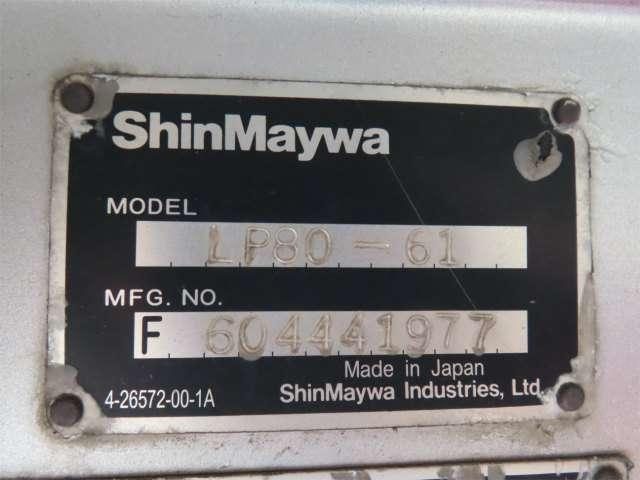 ShinMaywa
MODEL
LP80-61
MFG. NO.
F 604441977
Made in Japan
4-26572-00-1A
ShinMaywa Industries, Ltd.